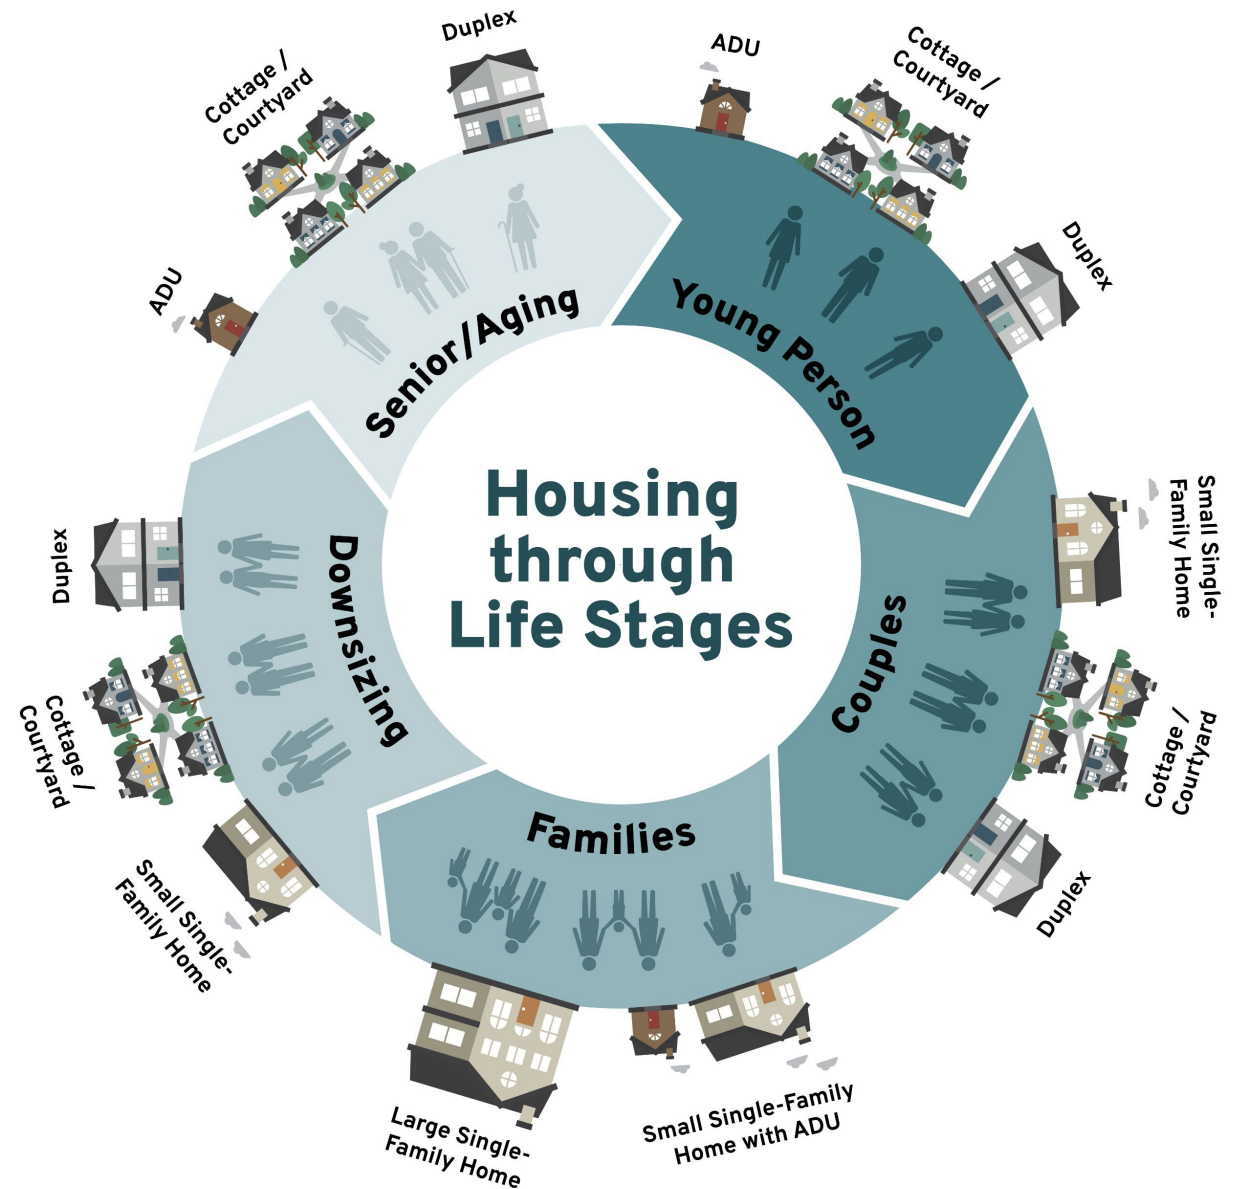 Housing
through
Life Stages
Young Person
ADU
Cottage /
Courtyard
Duplex
Couples
Small Single-
Family Home
Cottage /
Courtyard
Duplex
Families
Small Single-Family
Home with ADU
Large Single-
Family Home
Downsizing
Small Single-
Family Home
Cottage /
Courtyard
Duplex
Senior/Aging
ADU
Cottage /
Courtyard
Duplex